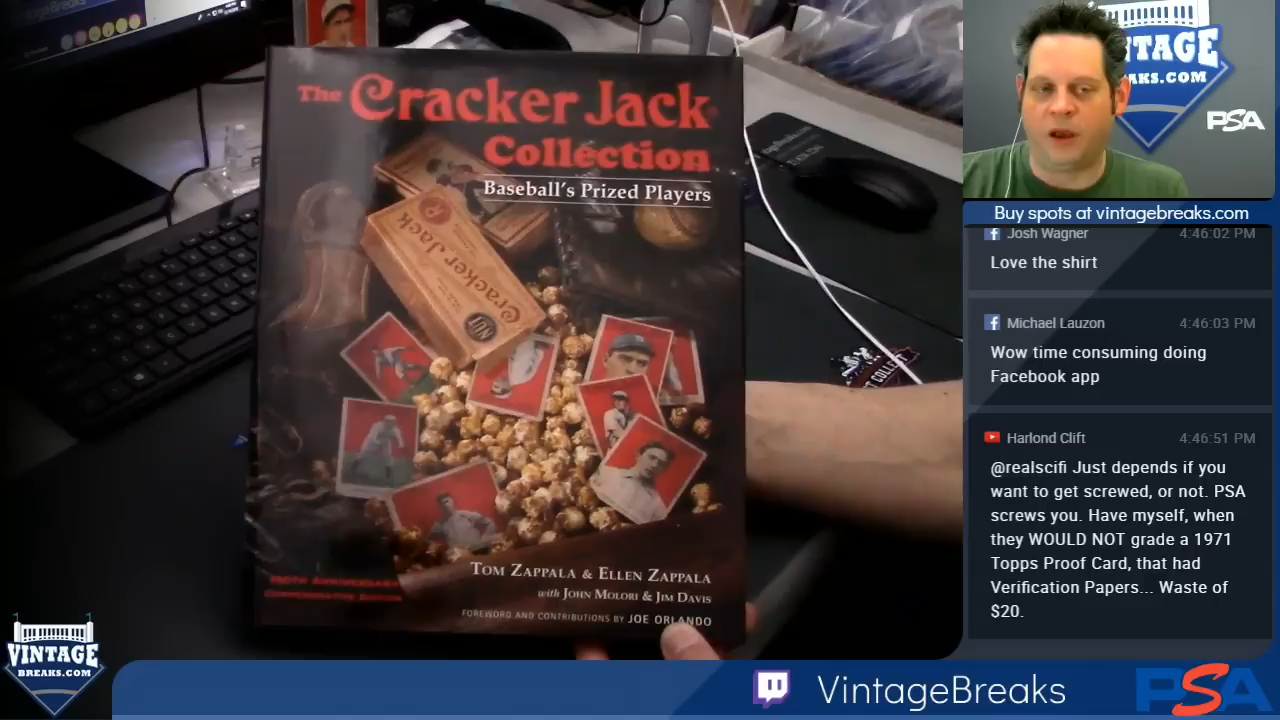 The Cracker Jack
Collection
Baseball's Prized Players
Cracker Jack
TOM ZAPPALA & ELLEN ZAPPALA
with JOHN MOLORI & JIM DAVIS
FOREWORD AND CONTRIBUTIONS BY JOE ORLANDO
VINTAGE
BREAKS.COM
PSA
Buy spots at vintagebreaks.com
Josh Wagner 4:46:02 PM
Love the shirt
Michael Lauzon 4:46:03 PM
Wow time consuming doing
Facebook app
Harlond Clift 4:46:51 PM
@realscifi Just depends if you
want to get screwed, or not. PSA
screws you. Have myself, when
they WOULD NOT grade a 1971
Topps Proof Card, that had
Verification Papers... Waste of
$20.
VINTAGE
BREAKS.COM
VintageBreaks
PSA